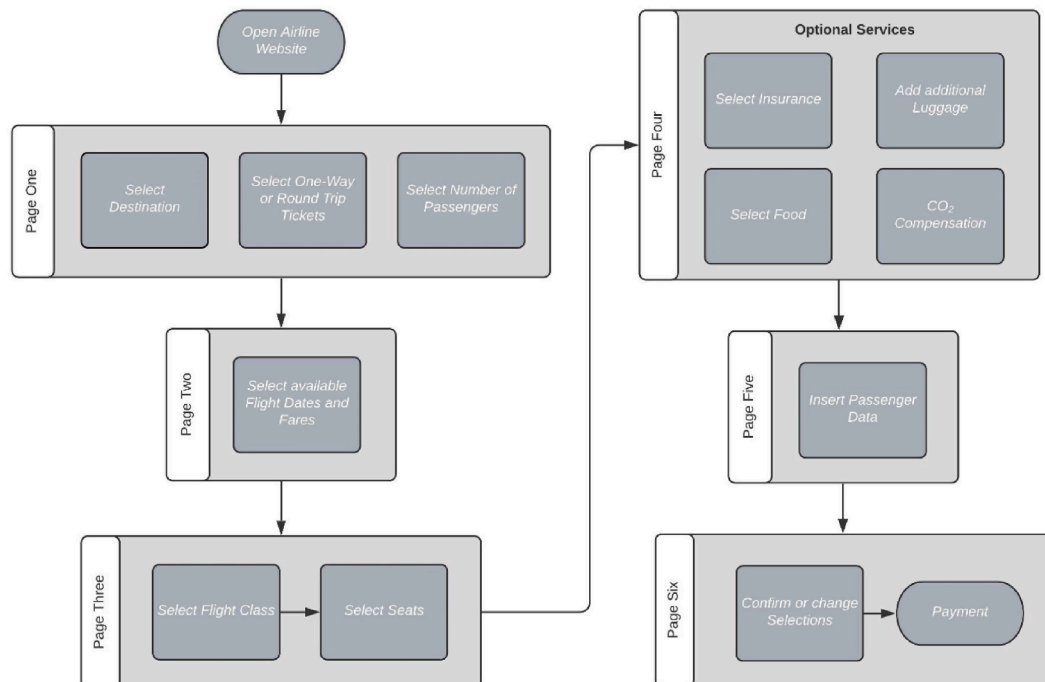 Open Airline
Website
Page One
Select
Destination
Select One-Way
or Round Trip
Tickets
Select Number of
Passengers
Page Two
Select available
Flight Dates and
Fares
Page Three
Select Flight Class
Select Seats
Page Four
Optional Services
Select Insurance
Add additional
Luggage
Select Food
CO₂
Compensation
Page Five
Insert Passenger
Data
Page Six
Confirm or change
Selections
Payment